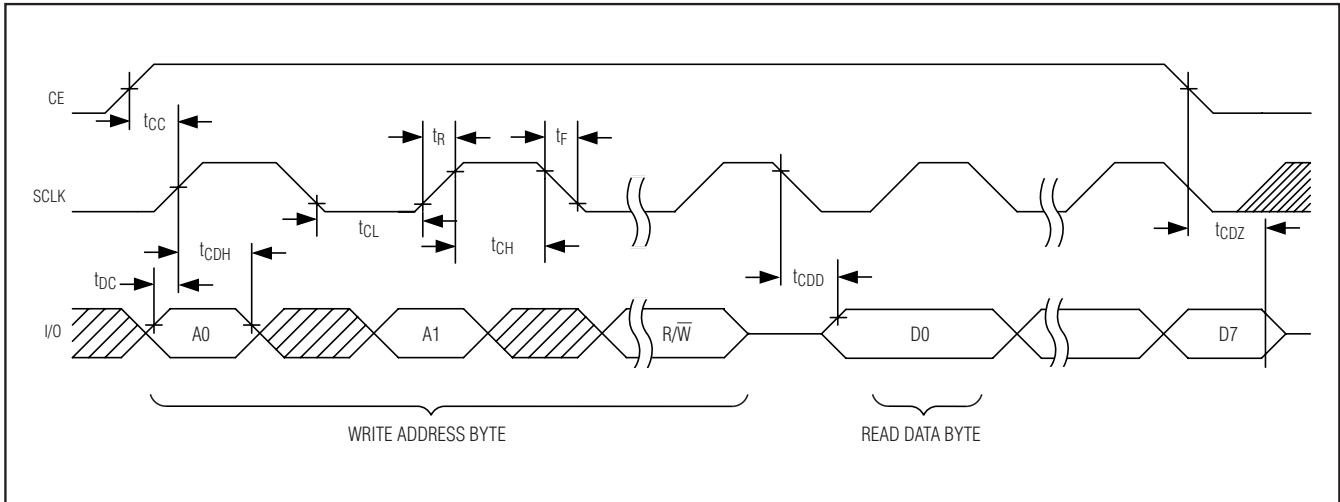 CE
tCC
tR
tF
SCLK
tCL
tCDZ
tCDH
tCH
tDC
tCDD
I/O
A0
A1
R/W̅
D0
D7
WRITE ADDRESS BYTE
READ DATA BYTE